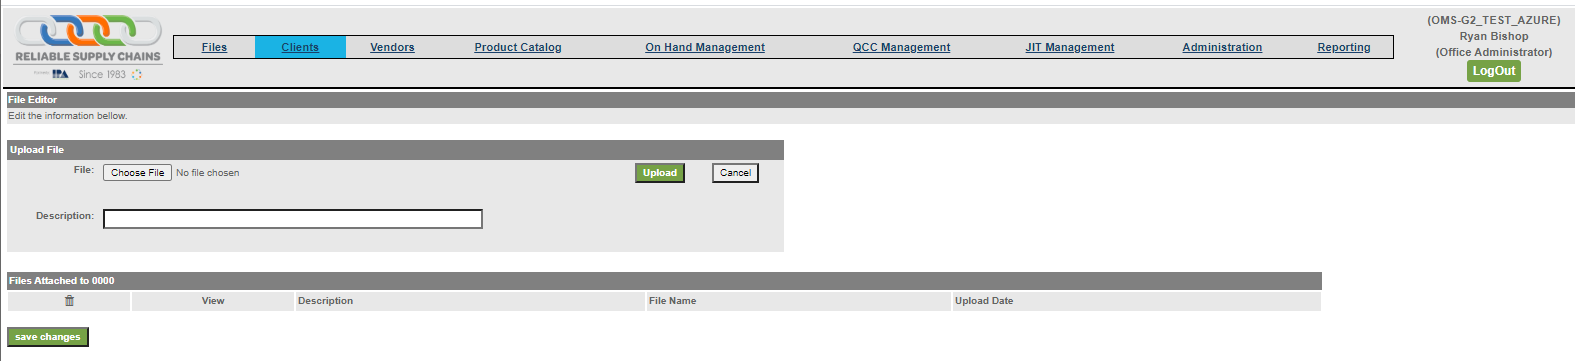 RELIABLE SUPPLY CHAINS
IPA Since 1983
Files Clients Vendors Product Catalog On Hand Management QCC Management JIT Management Administration Reporting
(OMS-G2_TEST_AZURE)
Ryan Bishop
(Office Administrator)
LogOut
File Editor
Edit the information bellow.
Upload File
File: Choose File No file chosen Upload Cancel
Description:
Files Attached to 0000
View Description File Name Upload Date
save changes